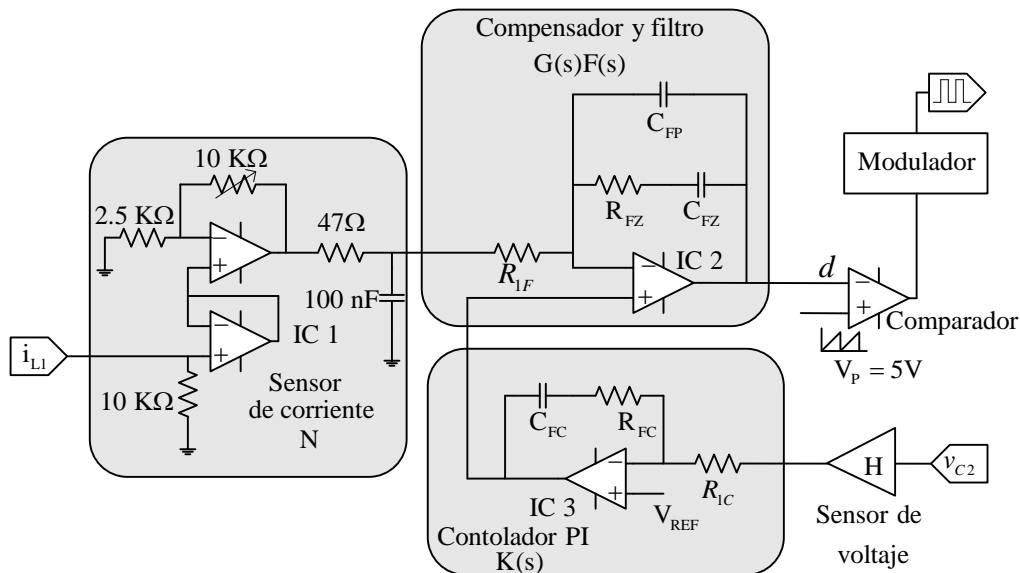 Compensador y filtro
G(s)F(s)
C_FP
R_FZ
C_FZ
R_1F
IC 2
Modulador
d
Comparador
V_P = 5V
10 KΩ
2.5 KΩ
47Ω
100 nF
IC 1
i_L1
10 KΩ
Sensor
de corriente
N
C_FC
R_FC
R_1C
IC 3
V_REF
Contolador PI
K(s)
H
v_C2
Sensor de
voltaje